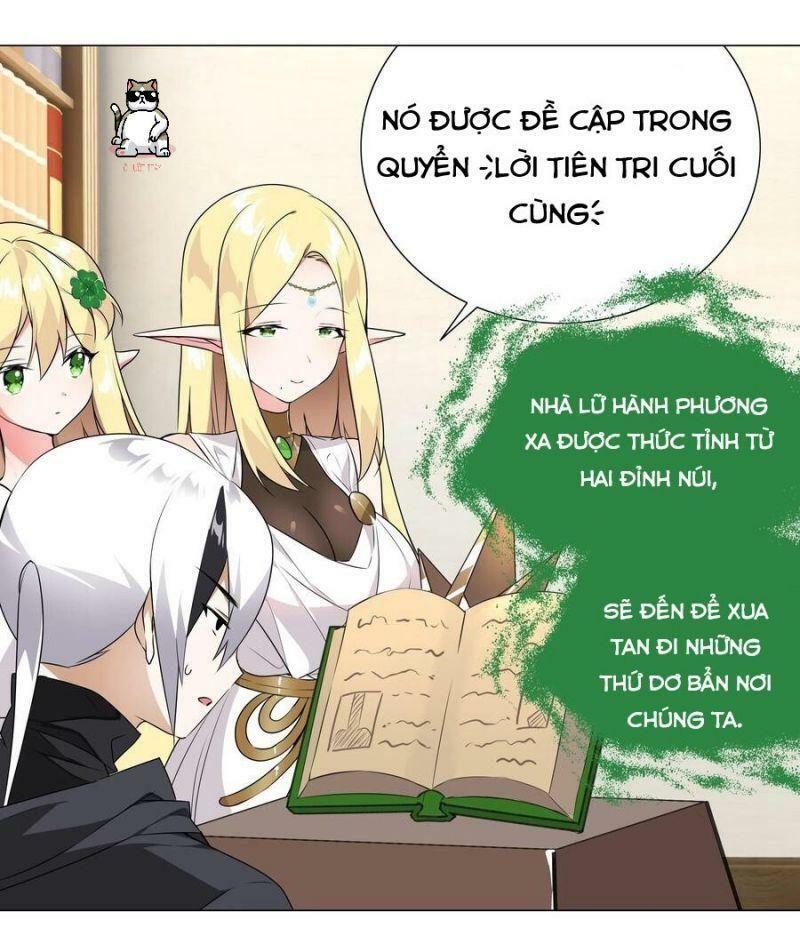 NÓ ĐƯỢC ĐỀ CẬP TRONG
QUYỂN LỜI TIÊN TRI CUỐI
CÙNG
NHÀ LỮ HÀNH PHƯƠNG
XA ĐƯỢC THỨC TỈNH TỪ
HAI ĐỈNH NÚI,
SẼ ĐẾN ĐỂ XUA
TAN ĐI NHỮNG
THỨ DƠ BẨN NƠI
CHÚNG TA.